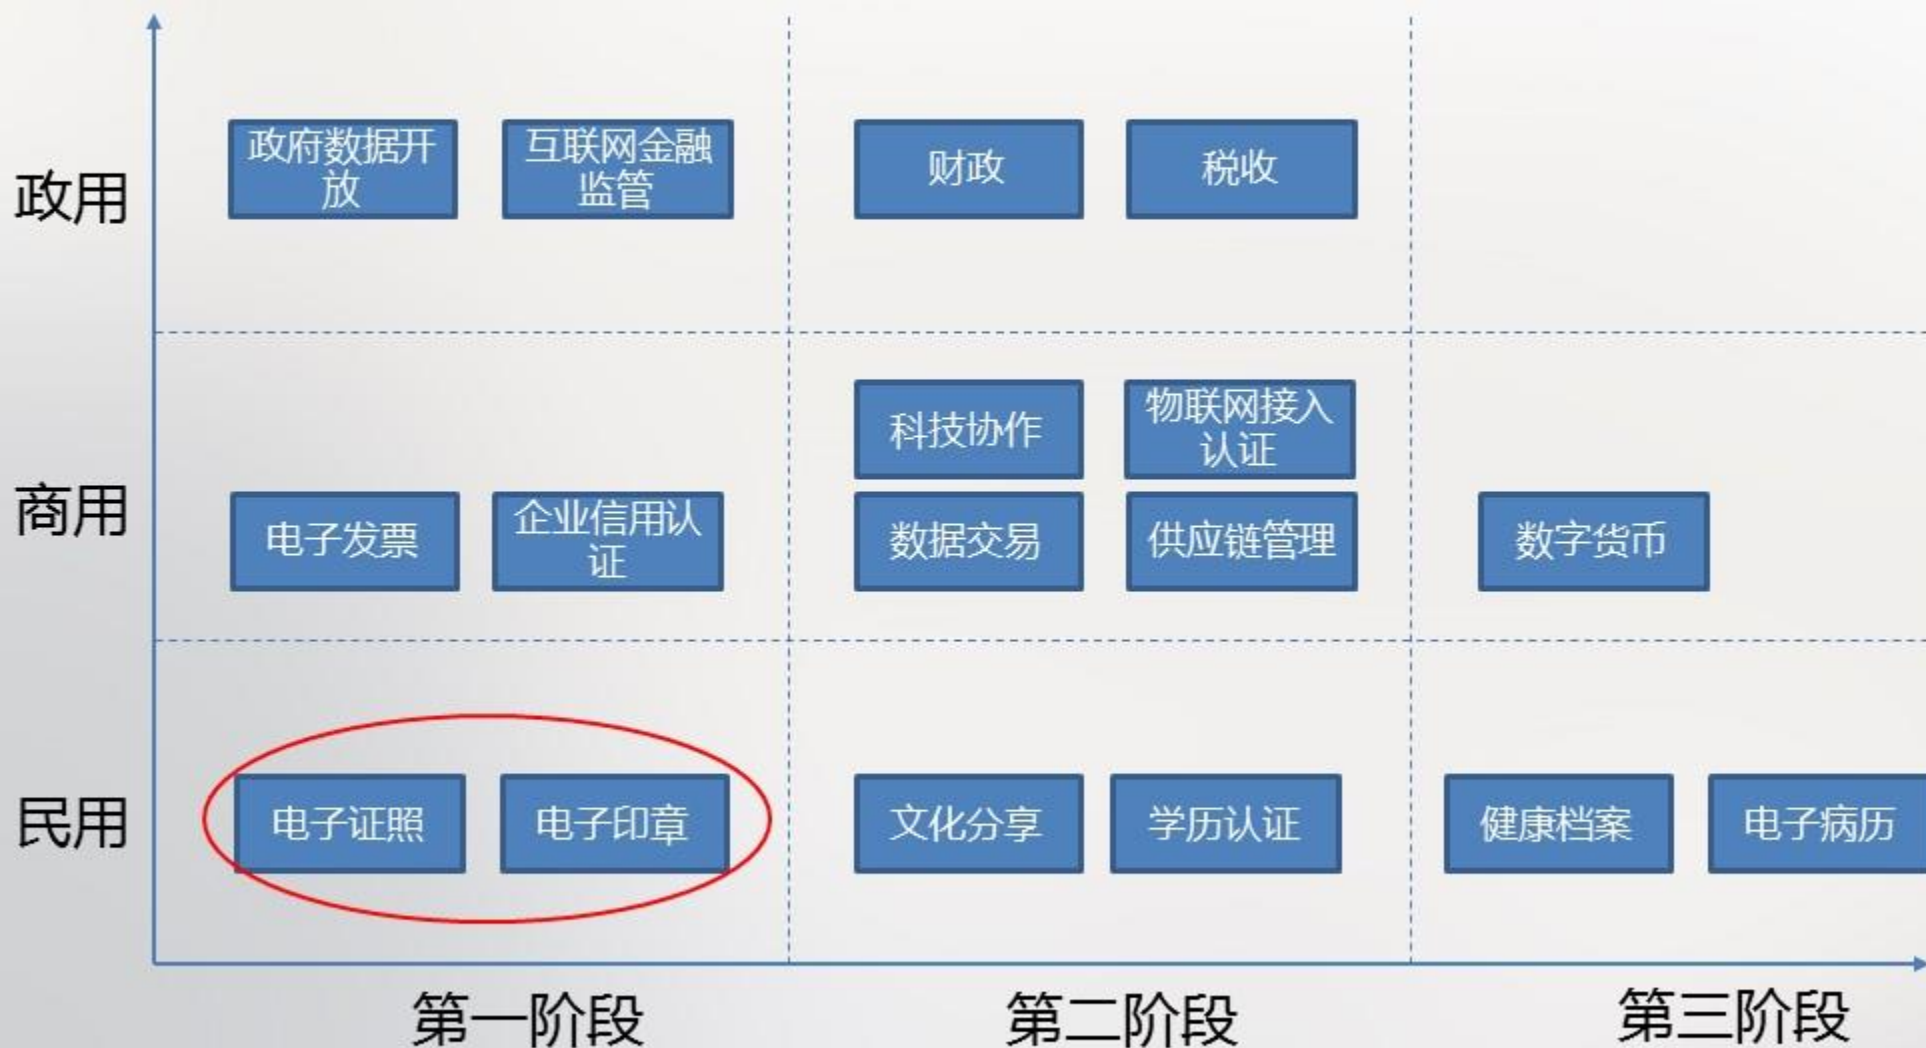 政府数据开
放
互联网金融
监管
财政
税收
政用
科技协作
物联网接入
认证
商用
电子发票
企业信用认
证
数据交易
供应链管理
数字货币
民用
电子证照
电子印章
文化分享
学历认证
健康档案
电子病历
第一阶段
第二阶段
第三阶段